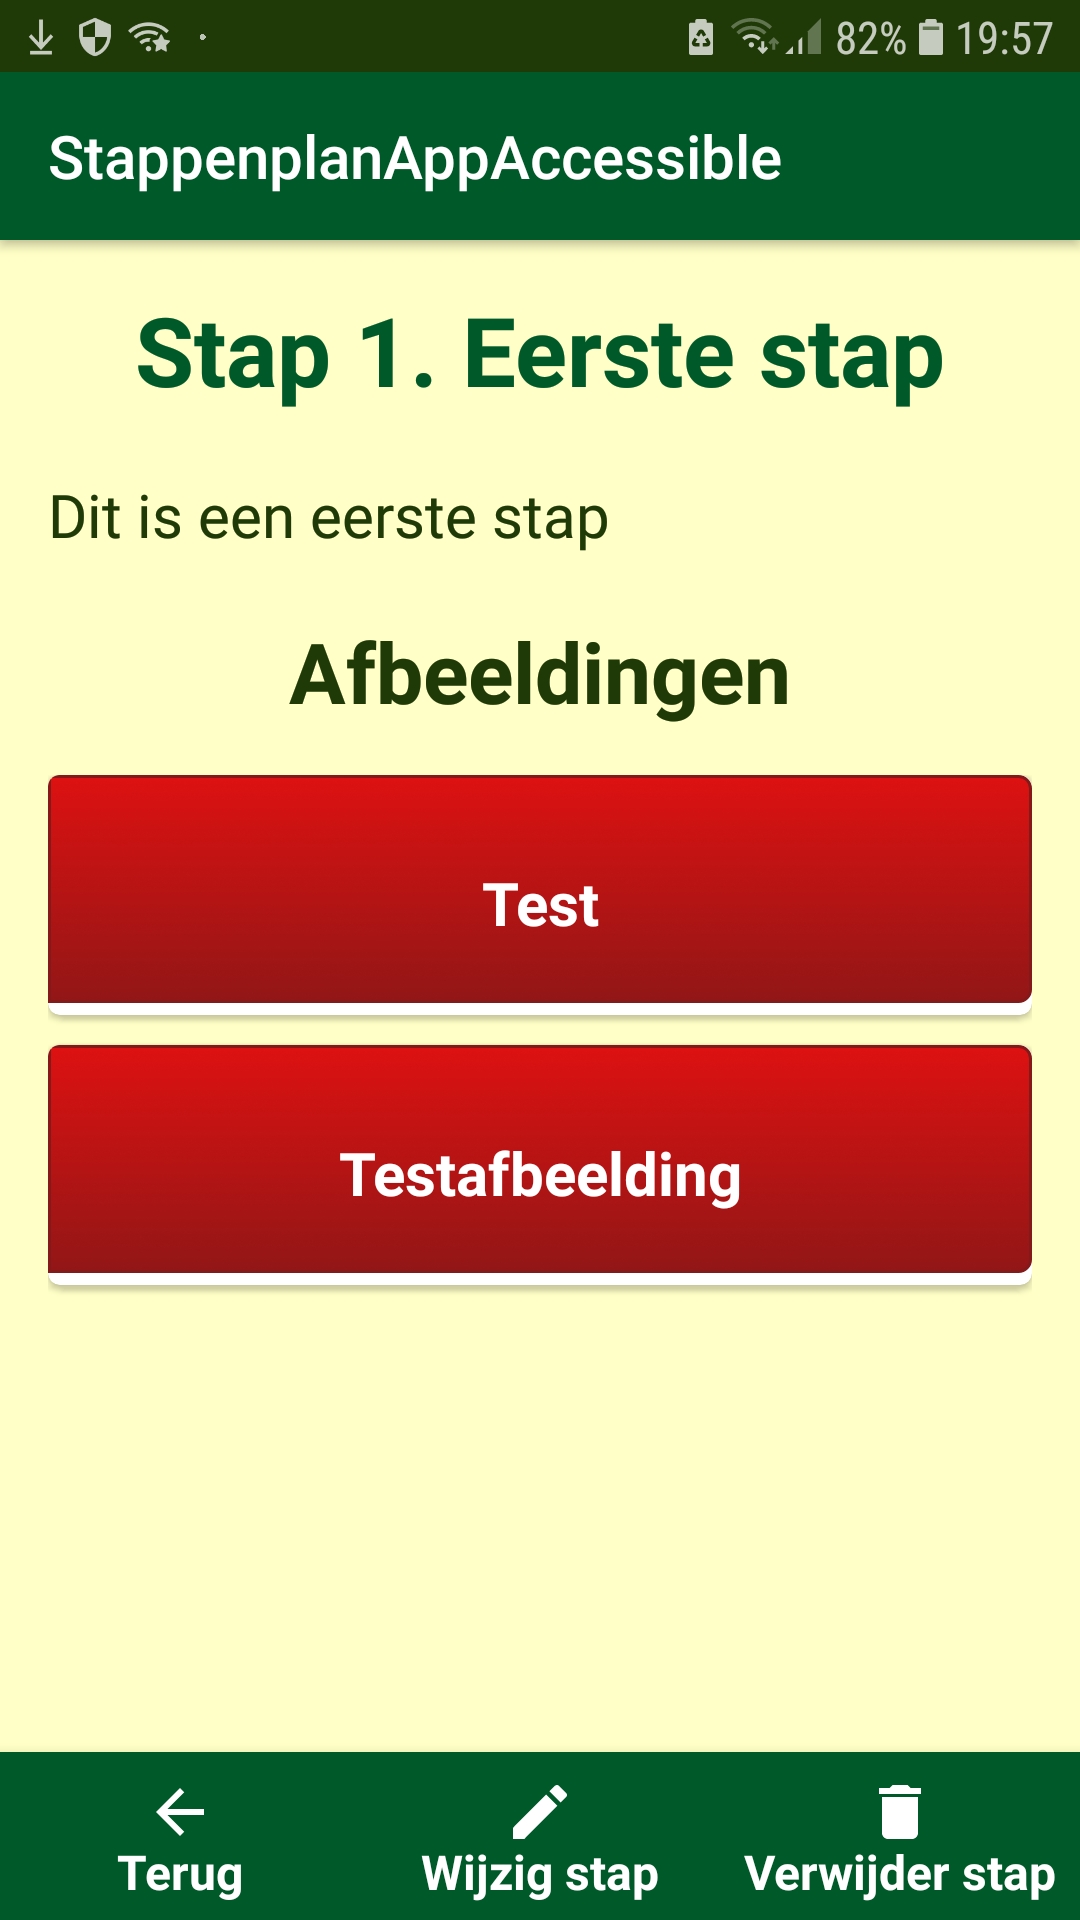 82% 19:57
StappenplanAppAccessible
Stap 1. Eerste stap
Dit is een eerste stap
Afbeeldingen
Test
Testafbeelding
Terug
Wijzig stap
Verwijder stap